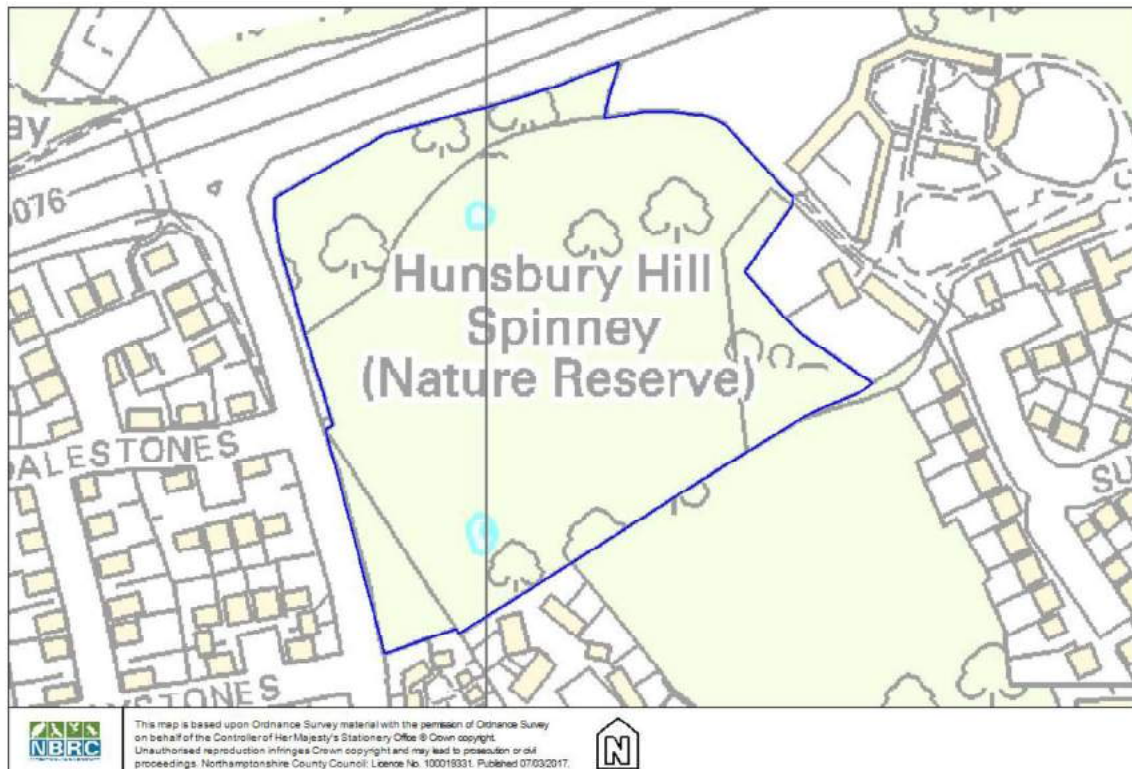 ay
076
Hunsbury Hill
Spinney
(Nature Reserve)
DALESTONES
SU
YSTONES
NBRC
This map is based upon Ordnance Survey material with the permission of Ordnance Survey
on behalf of the Controller of Her Majesty's Stationery Office © Crown copyright.
Unauthorised reproduction infringes Crown copyright and may lead to prosecution or civil
proceedings. Northamptonshire County Council: Licence No. 100019331. Published 07/03/2017.
N